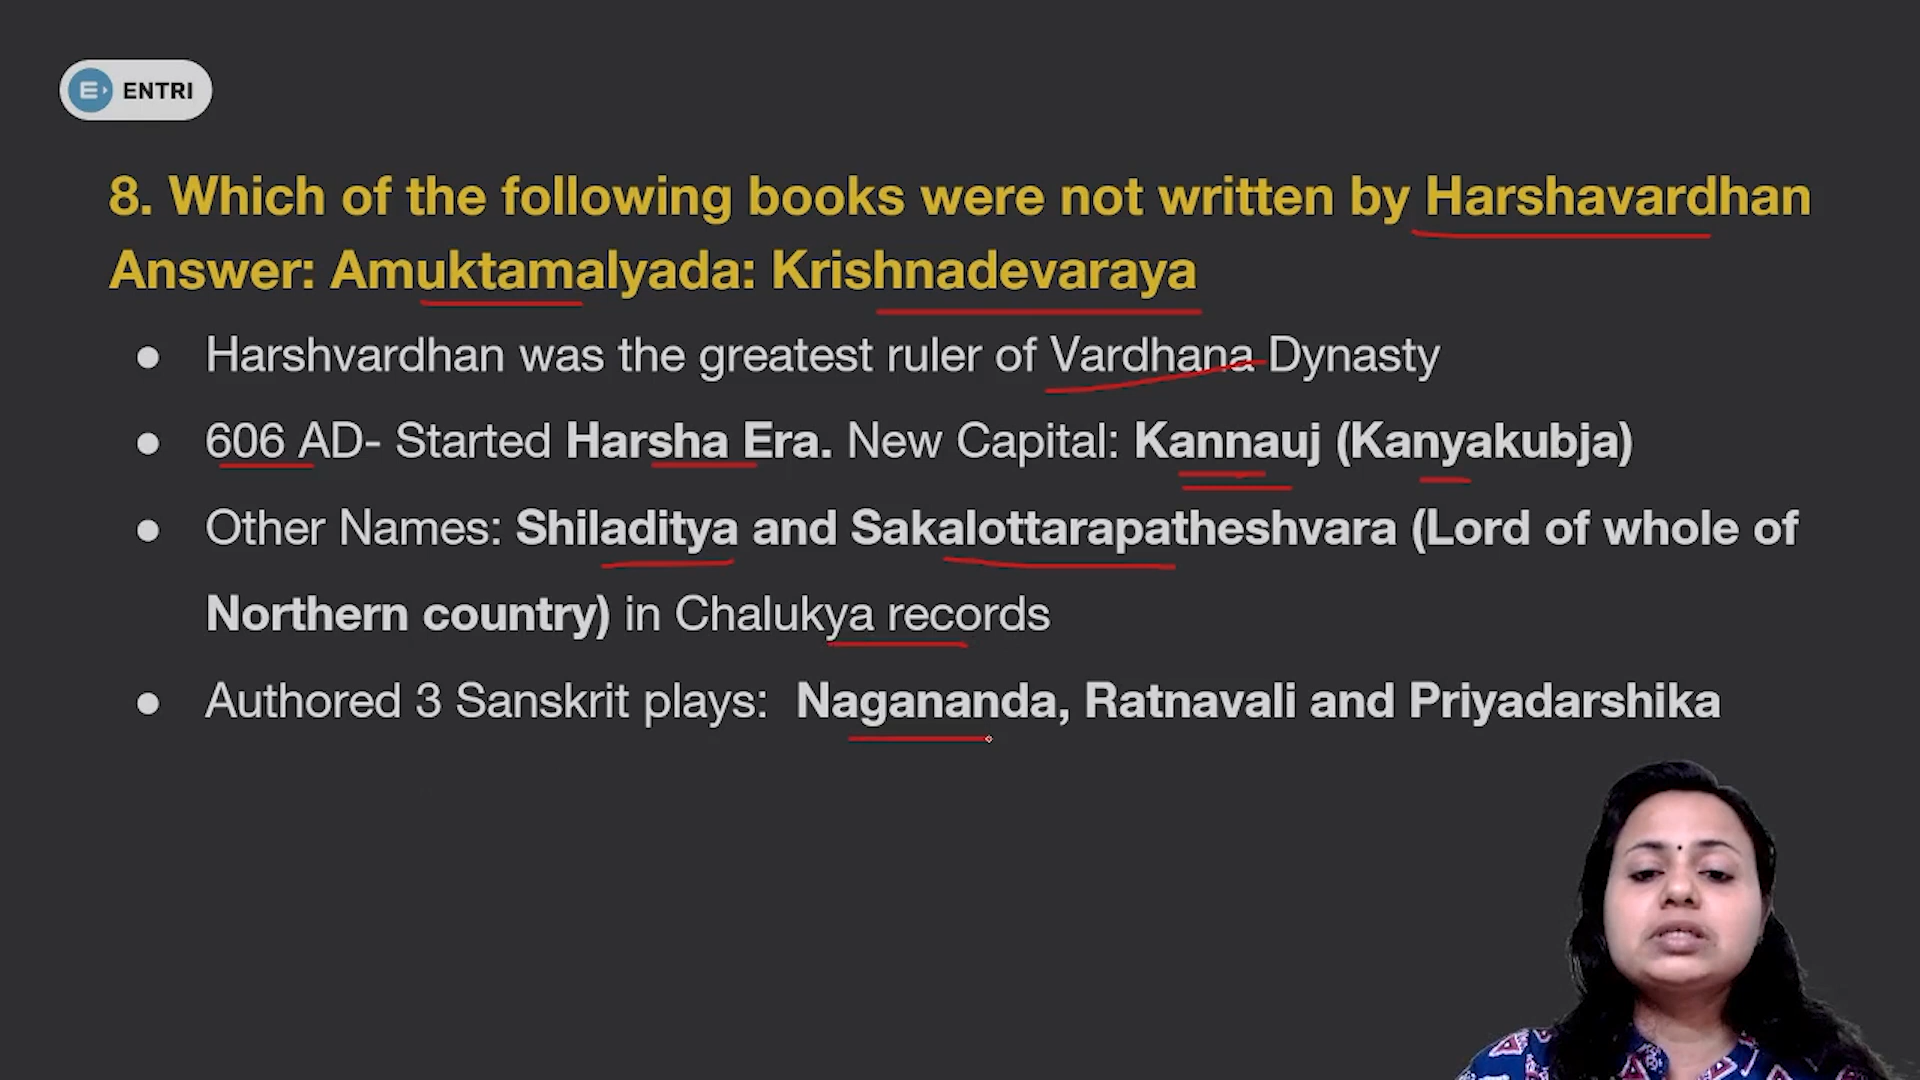 ENTRI
8. Which of the following books were not written by Harshavardhan
Answer: Amuktamalyada: Krishnadevaraya
● Harshvardhan was the greatest ruler of Vardhana Dynasty
● 606 AD- Started Harsha Era. New Capital: Kannauj (Kanyakubja)
● Other Names: Shiladitya and Sakalottarapatheshvara (Lord of whole of
Northern country) in Chalukya records
● Authored 3 Sanskrit plays: Nagananda, Ratnavali and Priyadarshika